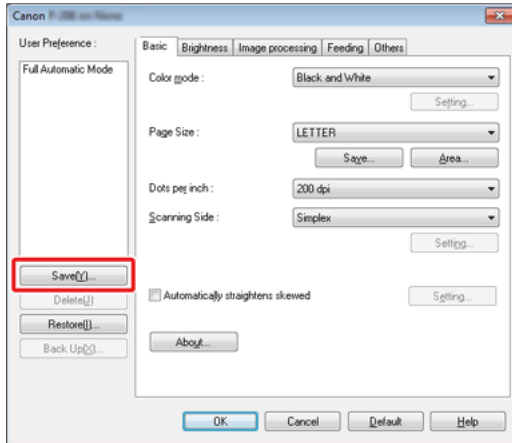 Canon
User Preference :
Full Automatic Mode
Save(Y)...
Delete(J)
Restore(I)...
Back Up(X)...
Basic Brightness Image processing Feeding Others
Color mode : Black and White
Setting...
Page Size : LETTER
Save... Area...
Dots per inch : 200 dpi
Scanning Side : Simplex
Setting...
Automatically straightens skewed Setting...
About...
OK Cancel Default Help